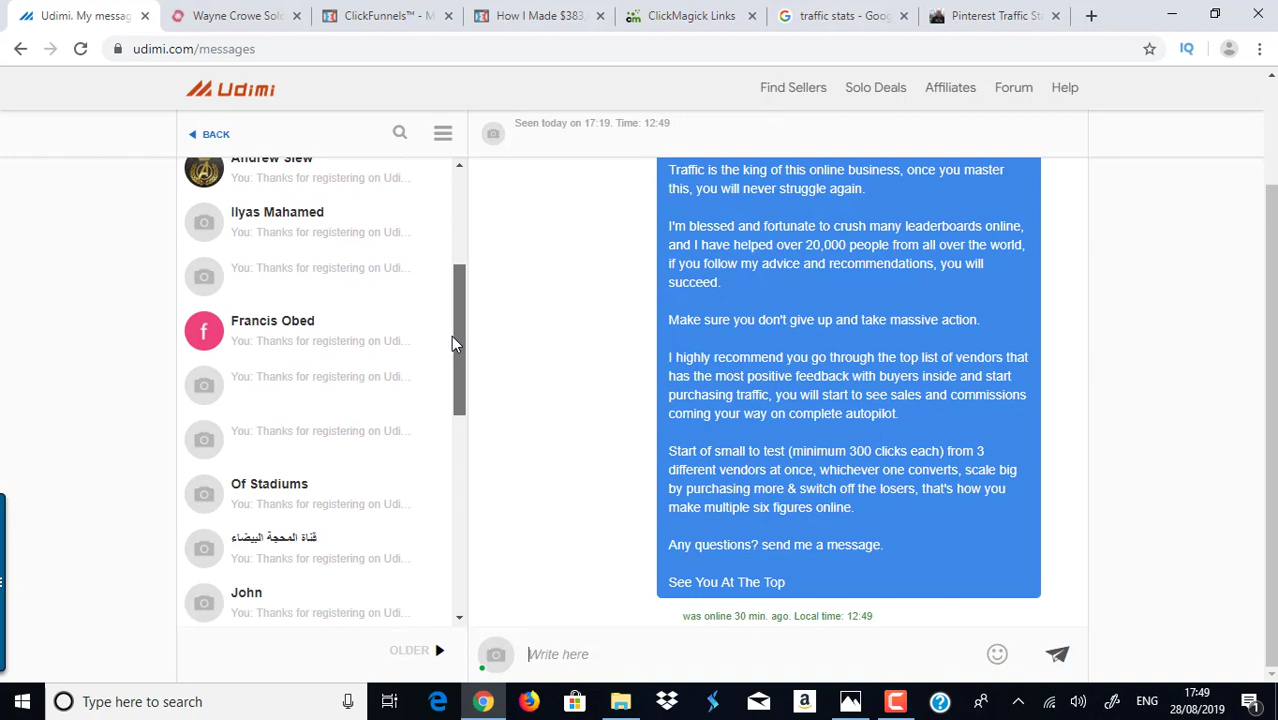 Udimi. My messa
Wayne Crowe Sol
ClickFunnels™ - M
How I Made $383,
ClickMagick Links
traffic stats - Goog
Pinterest Traffic St
udimi.com/messages
IQ
Udimi
Find Sellers
Solo Deals
Affiliates
Forum
Help
BACK
Seen today on 17:19. Time: 12:49
Andrew Siew
You: Thanks for registering on Udi...
Ilyas Mahamed
You: Thanks for registering on Udi...
You: Thanks for registering on Udi...
f
Francis Obed
You: Thanks for registering on Udi...
You: Thanks for registering on Udi...
You: Thanks for registering on Udi...
Of Stadiums
You: Thanks for registering on Udi...
قناة المحجة البيضاء
You: Thanks for registering on Udi...
John
You: Thanks for registering on Udi...
OLDER
Traffic is the king of this online business, once you master
this, you will never struggle again.
I'm blessed and fortunate to crush many leaderboards online,
and I have helped over 20,000 people from all over the world,
if you follow my advice and recommendations, you will
succeed.
Make sure you don't give up and take massive action.
I highly recommend you go through the top list of vendors that
has the most positive feedback with buyers inside and start
purchasing traffic, you will start to see sales and commissions
coming your way on complete autopilot.
Start of small to test (minimum 300 clicks each) from 3
different vendors at once, whichever one converts, scale big
by purchasing more & switch off the losers, that's how you
make multiple six figures online.
Any questions? send me a message.
See You At The Top
was online 30 min. ago. Local time: 12:49
Write here
Type here to search
ENG
17:49
28/08/2019
1